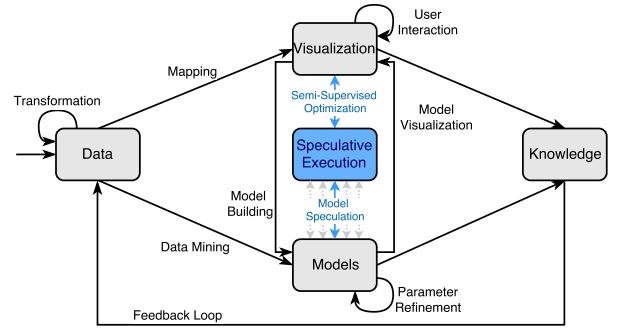 User
Interaction
Visualization
Mapping
Semi-Supervised
Optimization
Transformation
Model
Visualization
Data
Speculative
Execution
Knowledge
Model
Building
Model
Speculation
Data Mining
Models
Parameter
Refinement
Feedback Loop